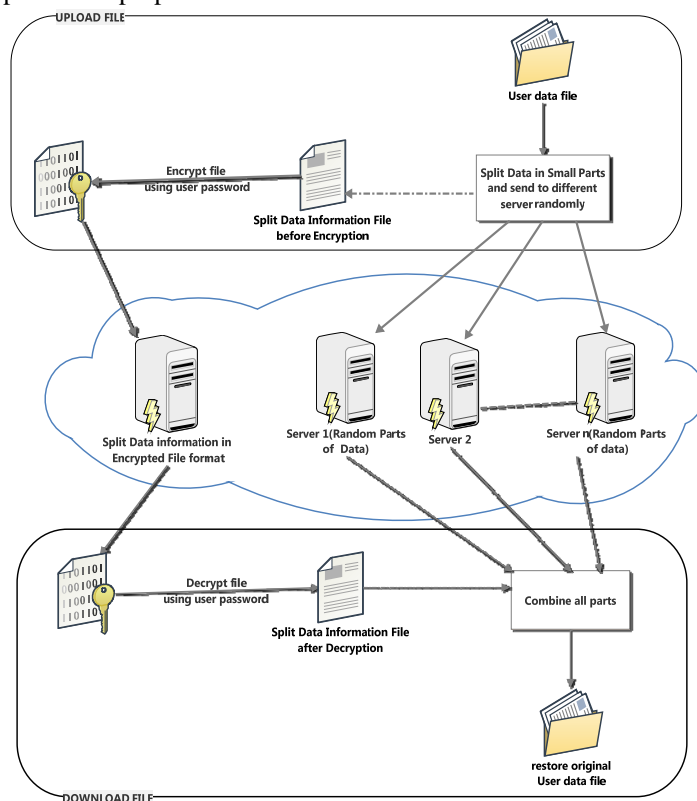 UPLOAD FILE
User data file
Split Data in Small Parts
and send to different
server randomly
Encrypt file
using user password
Split Data Information File
before Encryption
Split Data information in
Encrypted File format
Server 1(Random Parts
of Data)
Server 2
Server n(Random Parts
of data)
Decrypt file
using user password
Split Data Information File
after Decryption
Combine all parts
restore original
User data file
DOWNLOAD FILE